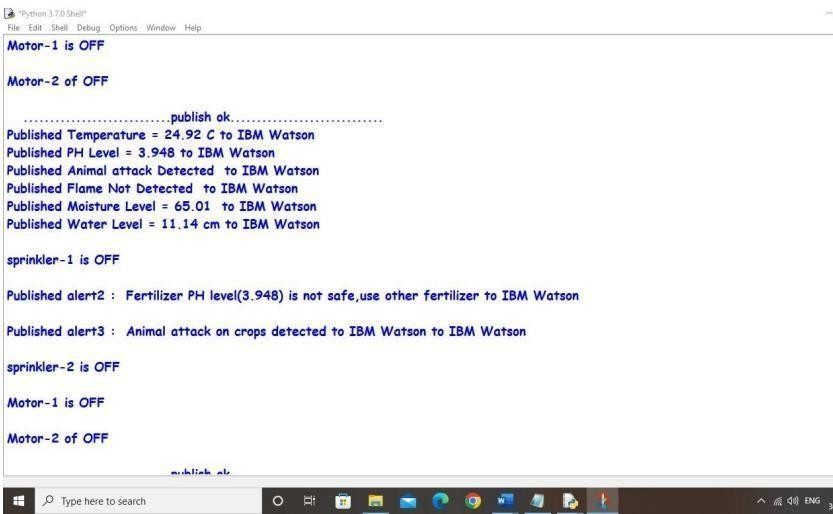 *Python 3.7.0 Shell*
File Edit Shell Debug Options Window Help
Motor-1 is OFF
Motor-2 of OFF
............................publish ok.............................
Published Temperature = 24.92 C to IBM Watson
Published PH Level = 3.948 to IBM Watson
Published Animal attack Detected  to IBM Watson
Published Flame Not Detected  to IBM Watson
Published Moisture Level = 65.01  to IBM Watson
Published Water Level = 11.14 cm to IBM Watson
sprinkler-1 is OFF
Published alert2 :  Fertilizer PH level(3.948) is not safe,use other fertilizer to IBM Watson
Published alert3 :  Animal attack on crops detected to IBM Watson to IBM Watson
sprinkler-2 is OFF
Motor-1 is OFF
Motor-2 of OFF
publish ok
Type here to search
ENG